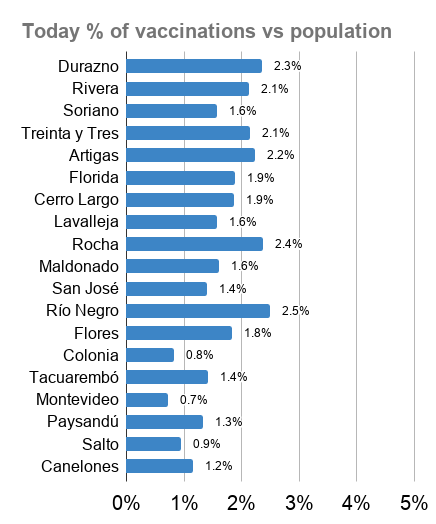 Today % of vaccinations vs population
Durazno 2.3%
Rivera 2.1%
Soriano 1.6%
Treinta y Tres 2.1%
Artigas 2.2%
Florida 1.9%
Cerro Largo 1.9%
Lavalleja 1.6%
Rocha 2.4%
Maldonado 1.6%
San José 1.4%
Río Negro 2.5%
Flores 1.8%
Colonia 0.8%
Tacuarembó 1.4%
Montevideo 0.7%
Paysandú 1.3%
Salto 0.9%
Canelones 1.2%
0% 1% 2% 3% 4% 5%